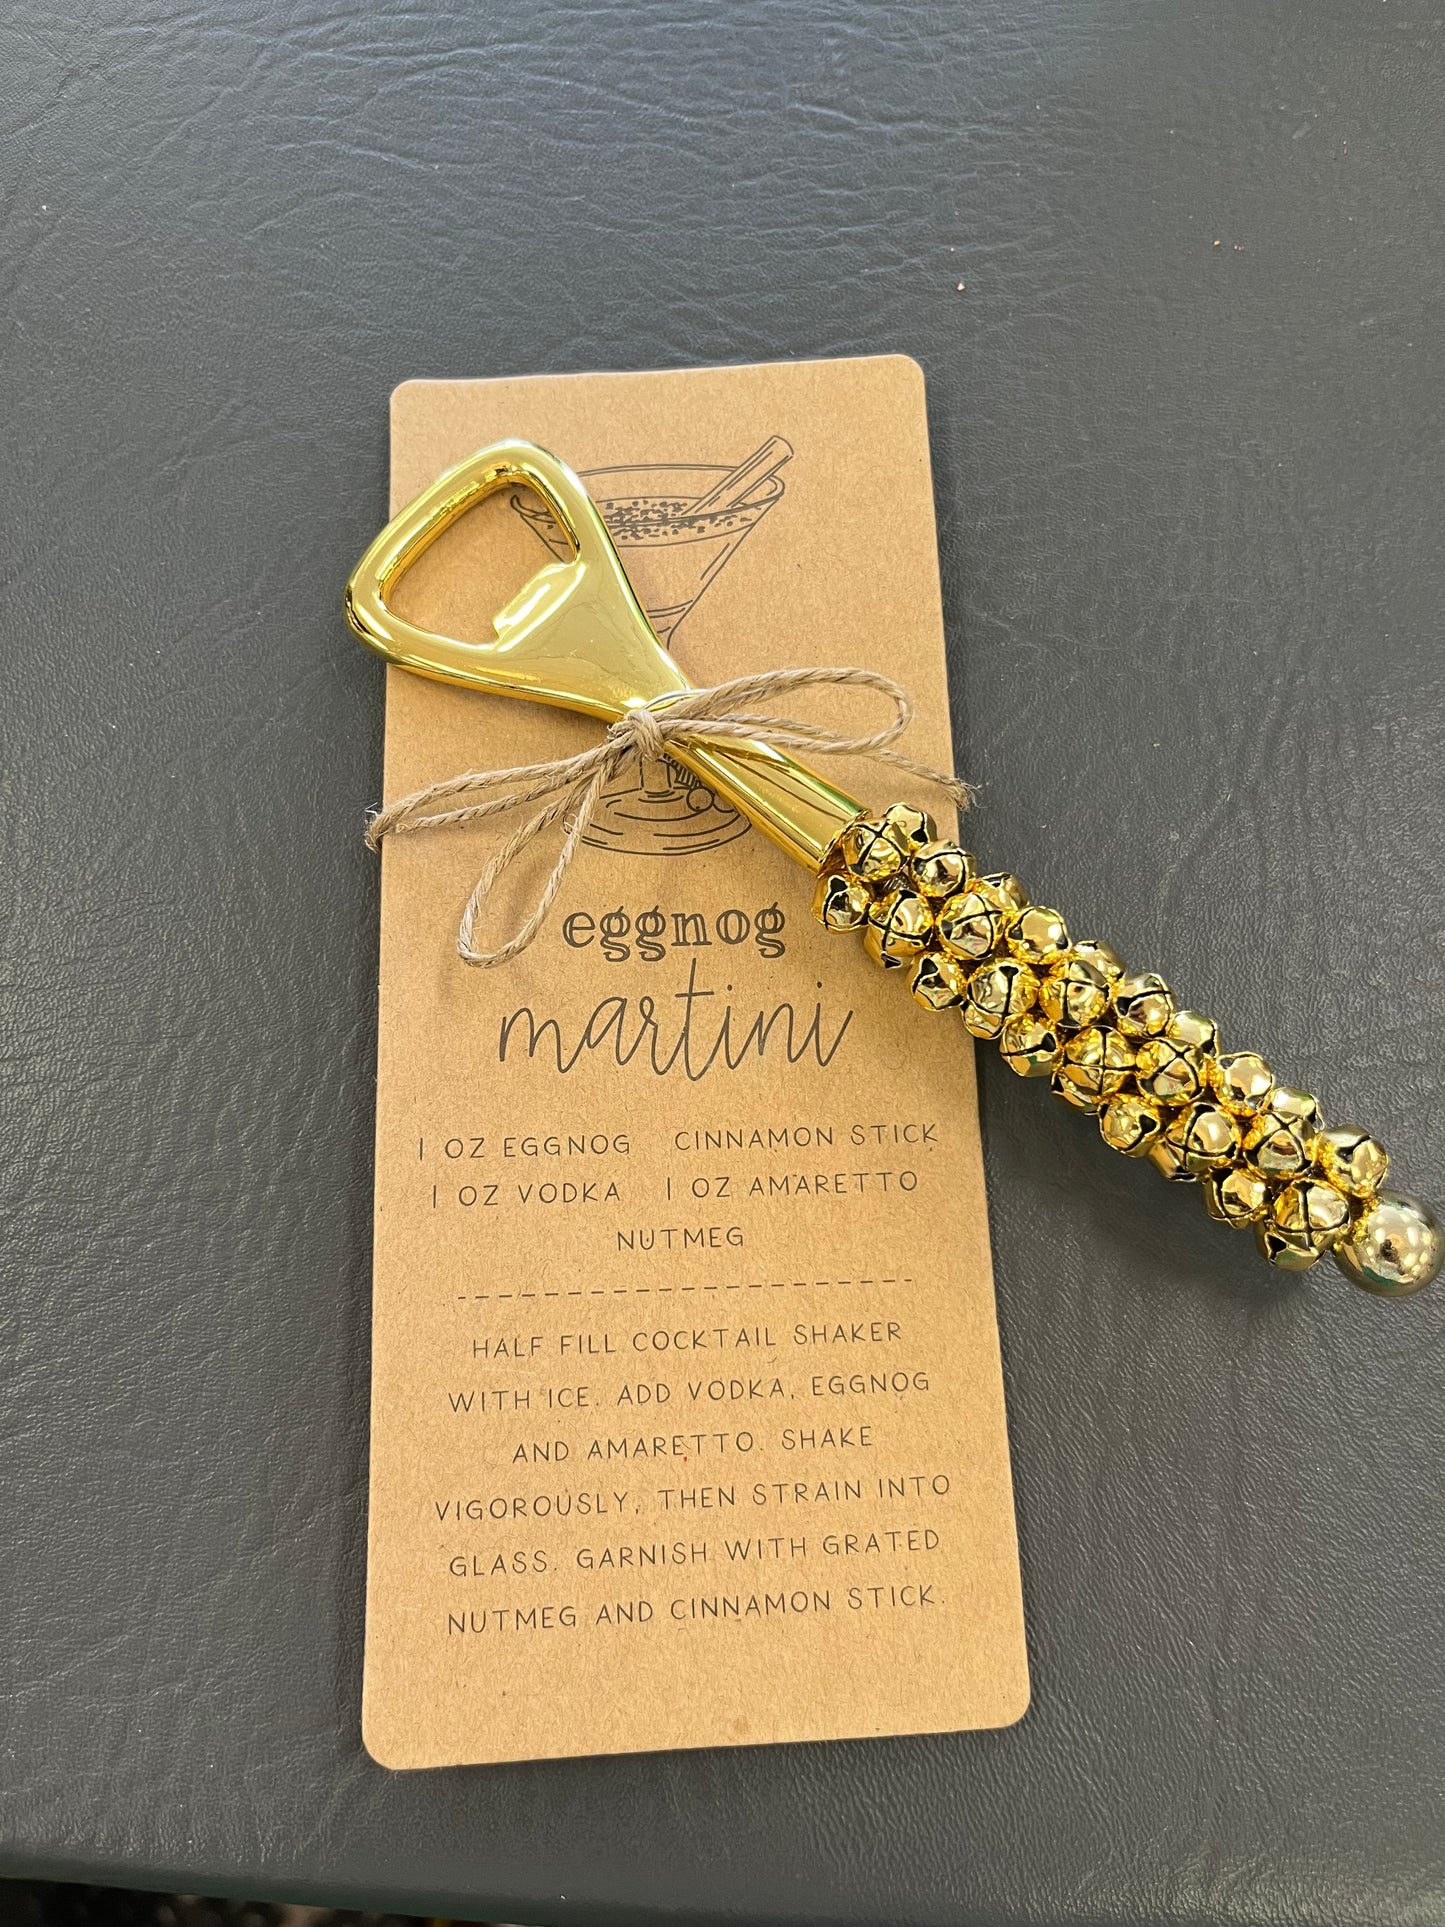 eggnog
martini
1 OZ EGGNOG CINNAMON STICK
1 OZ VODKA 1 OZ AMARETTO
NUTMEG
HALF FILL COCKTAIL SHAKER
WITH ICE. ADD VODKA, EGGNOG
AND AMARETTO. SHAKE
VIGOROUSLY, THEN STRAIN INTO
GLASS. GARNISH WITH GRATED
NUTMEG AND CINNAMON STICK.